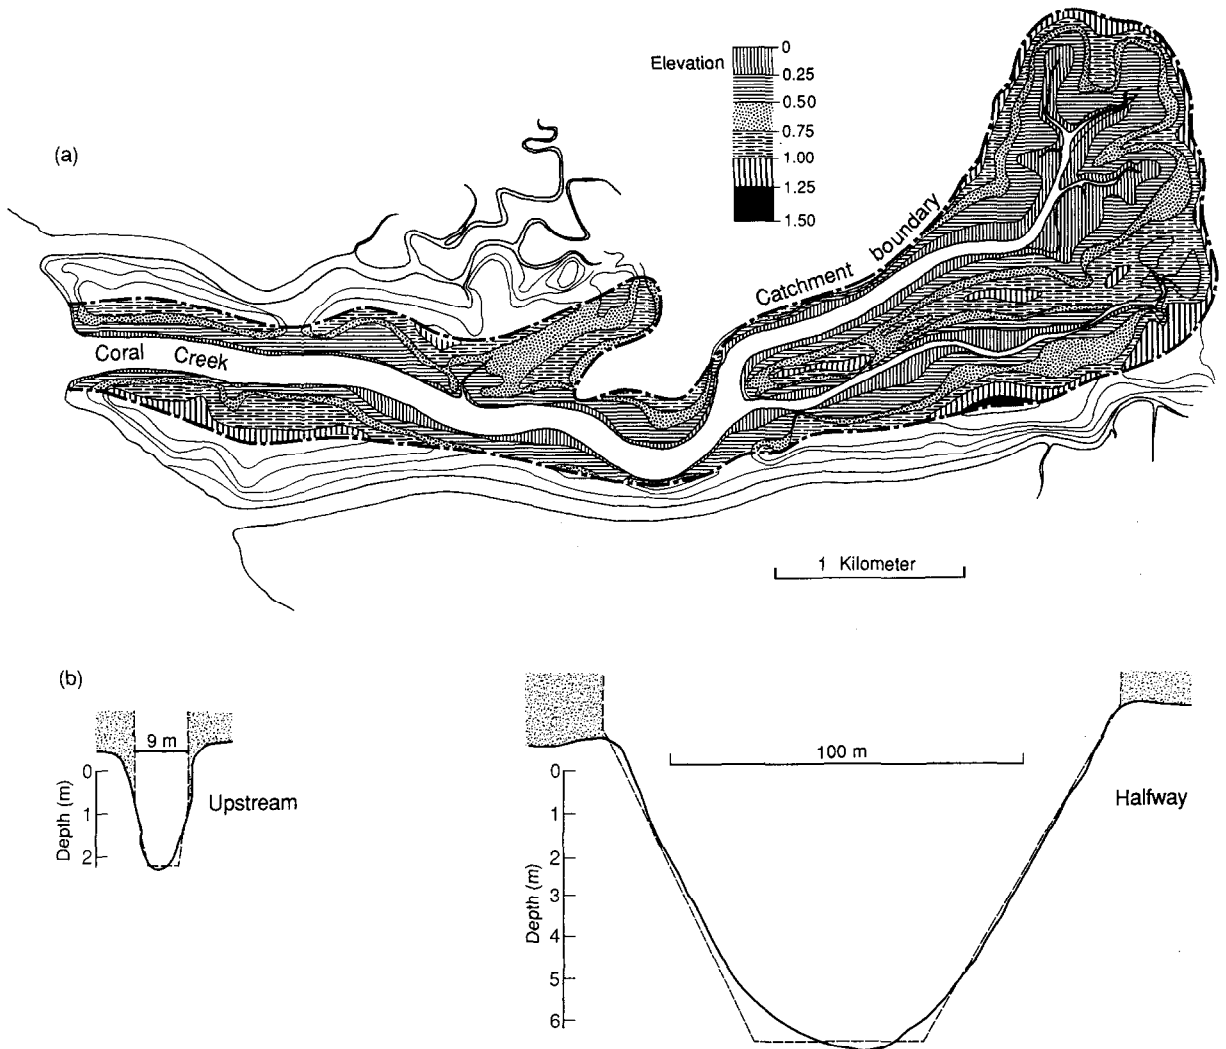 (a)
Elevation
0
0.25
0.50
0.75
1.00
1.25
1.50
Catchment boundary
Coral Creek
1 Kilometer
(b)
9 m
Depth (m)
0
1
2
Upstream
100 m
Depth (m)
0
1
2
3
4
5
6
Halfway